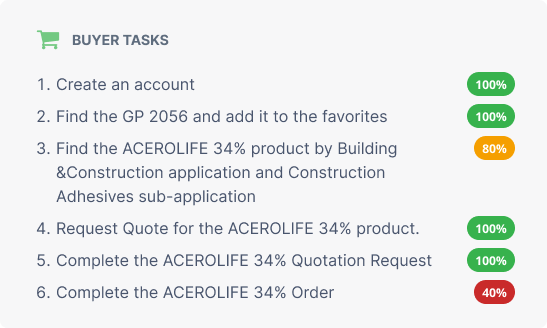 BUYER TASKS
1. Create an account 100%
2. Find the GP 2056 and add it to the favorites 100%
3. Find the ACEROLIFE 34% product by Building 80%
&Construction application and Construction
Adhesives sub-application
4. Request Quote for the ACEROLIFE 34% product. 100%
5. Complete the ACEROLIFE 34% Quotation Request 100%
6. Complete the ACEROLIFE 34% Order 40%